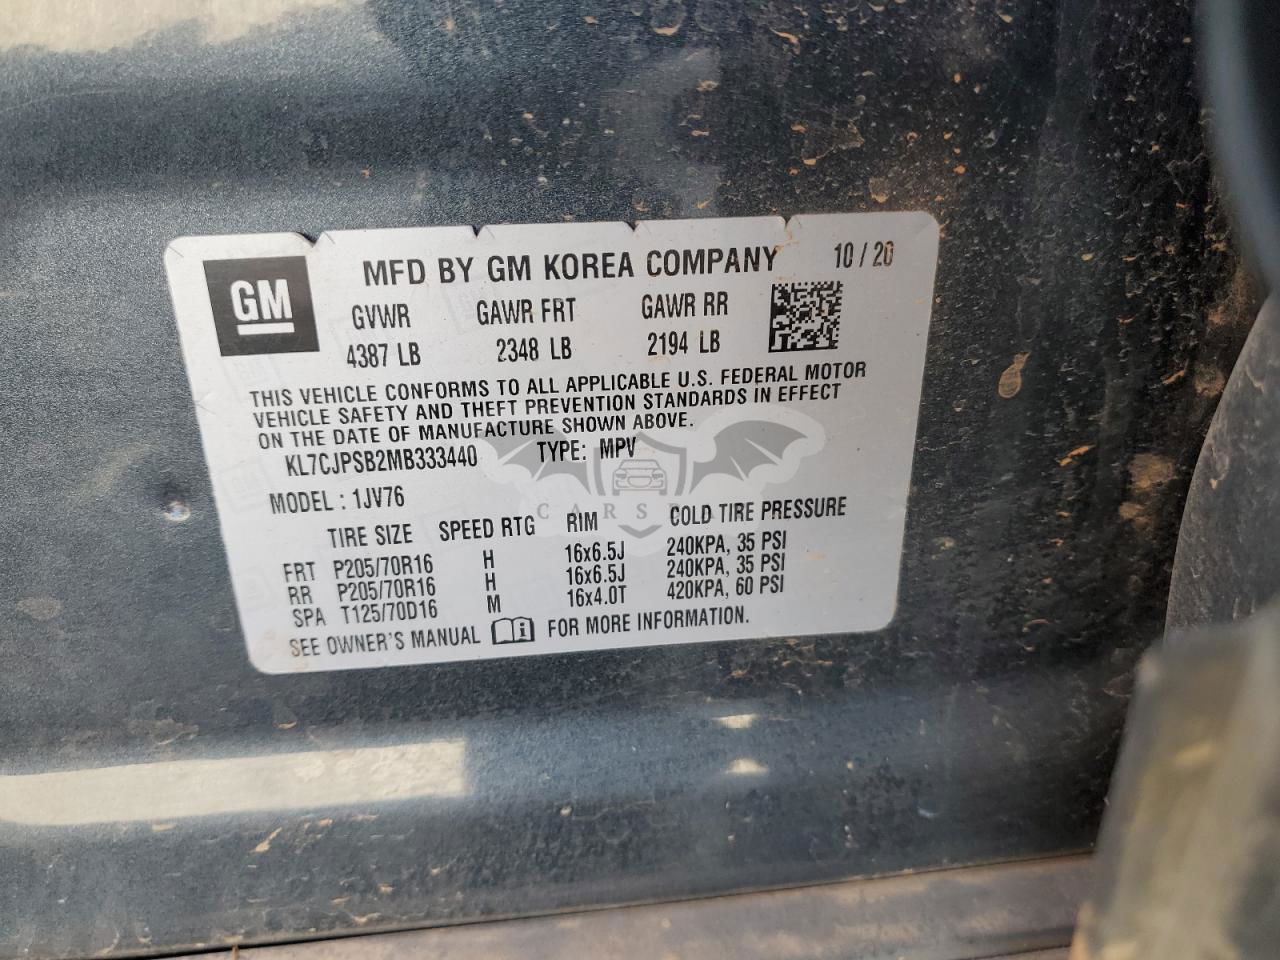 GM
MFD BY GM KOREA COMPANY 10 / 20
GVWR GAWR FRT GAWR RR
4387 LB 2348 LB 2194 LB
THIS VEHICLE CONFORMS TO ALL APPLICABLE U.S. FEDERAL MOTOR
VEHICLE SAFETY AND THEFT PREVENTION STANDARDS IN EFFECT
ON THE DATE OF MANUFACTURE SHOWN ABOVE.
KL7CJPSB2MB333440 TYPE: MPV
MODEL : 1JV76
TIRE SIZE SPEED RTG RIM COLD TIRE PRESSURE
FRT P205/70R16 H 16x6.5J 240KPA, 35 PSI
RR P205/70R16 H 16x6.5J 240KPA, 35 PSI
SPA T125/70D16 M 16x4.0T 420KPA, 60 PSI
SEE OWNER'S MANUAL FOR MORE INFORMATION.